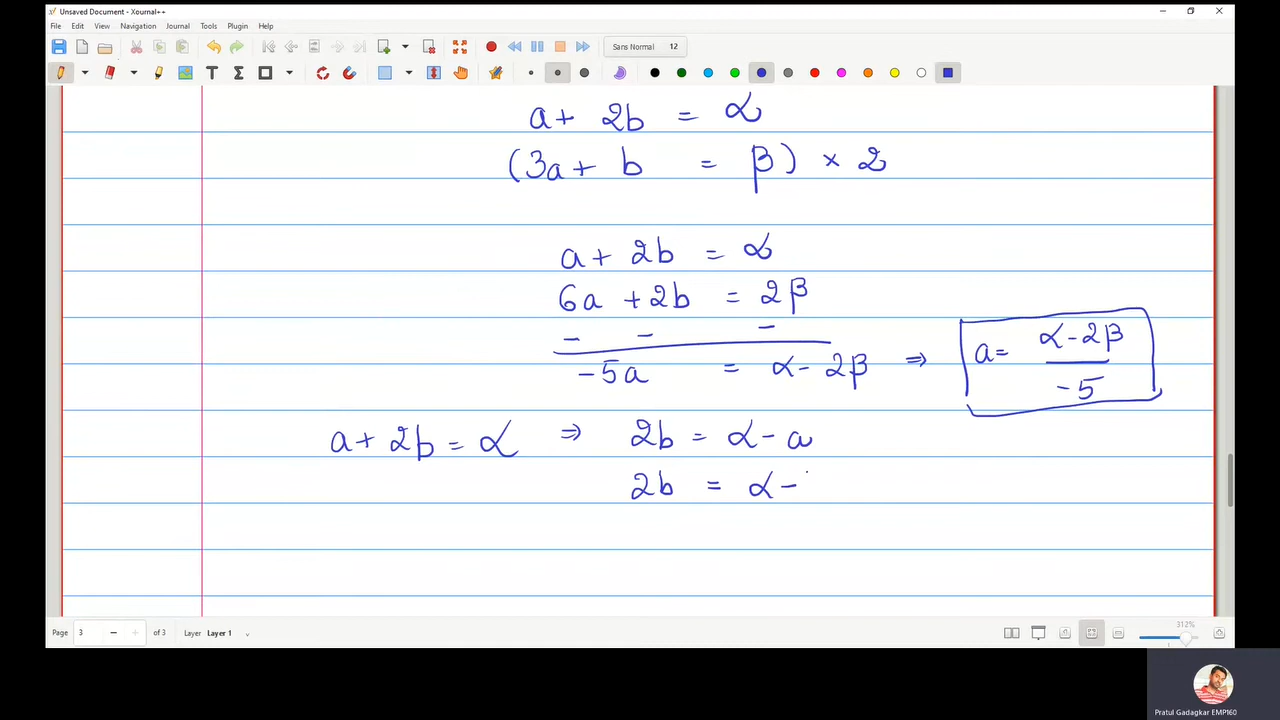 Unsaved Document - Xournal++
File Edit View Navigation Journal Tools Plugin Help
Sans Normal 12
a + 2b = α
(3a + b = β) × 2
a + 2b = α
6a + 2b = 2β
- - -
-5a = α - 2β ⇒ a = α - 2β / -5
a + 2b = α ⇒ 2b = α - a
2b = α -
Page 3 of 3 Layer Layer 1 312%
Pratul Gadagkar EMP160